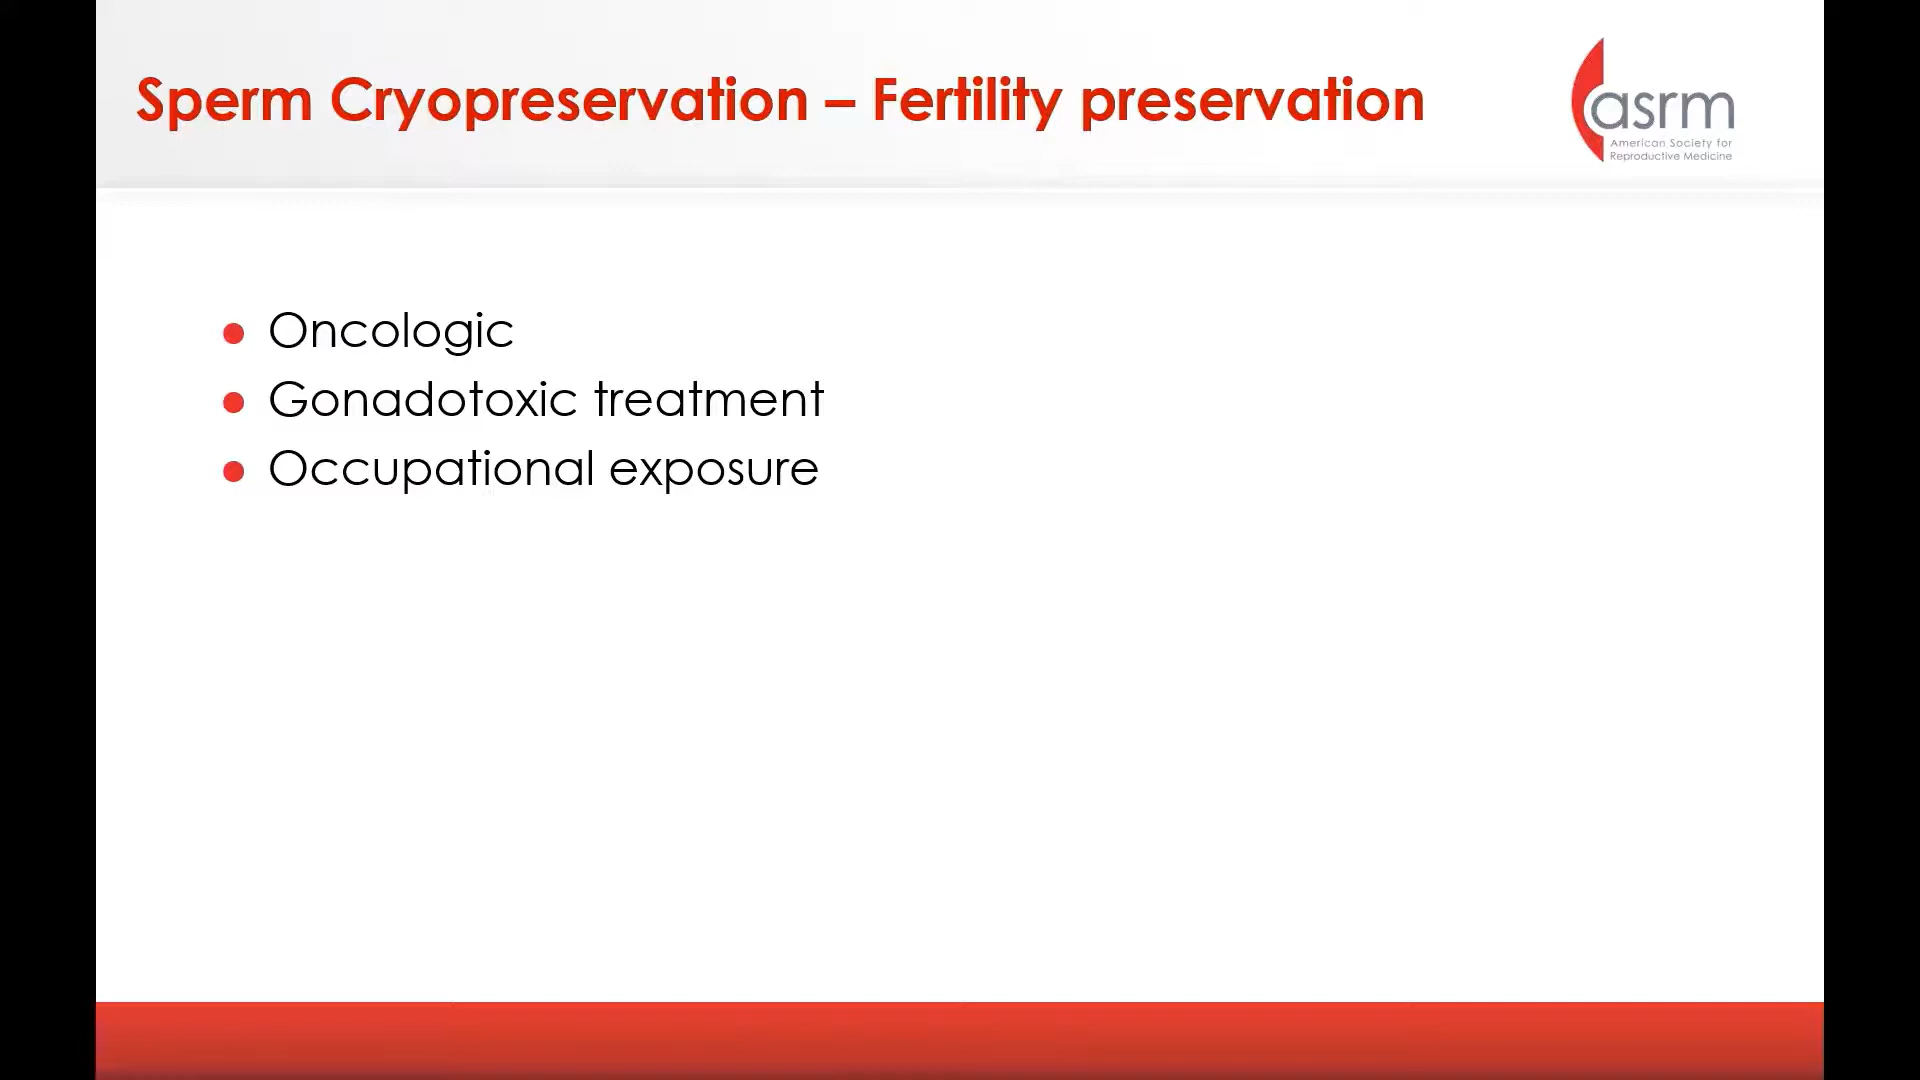 Sperm Cryopreservation – Fertility preservation
asrm
American Society for
Reproductive Medicine
Oncologic
Gonadotoxic treatment
Occupational exposure